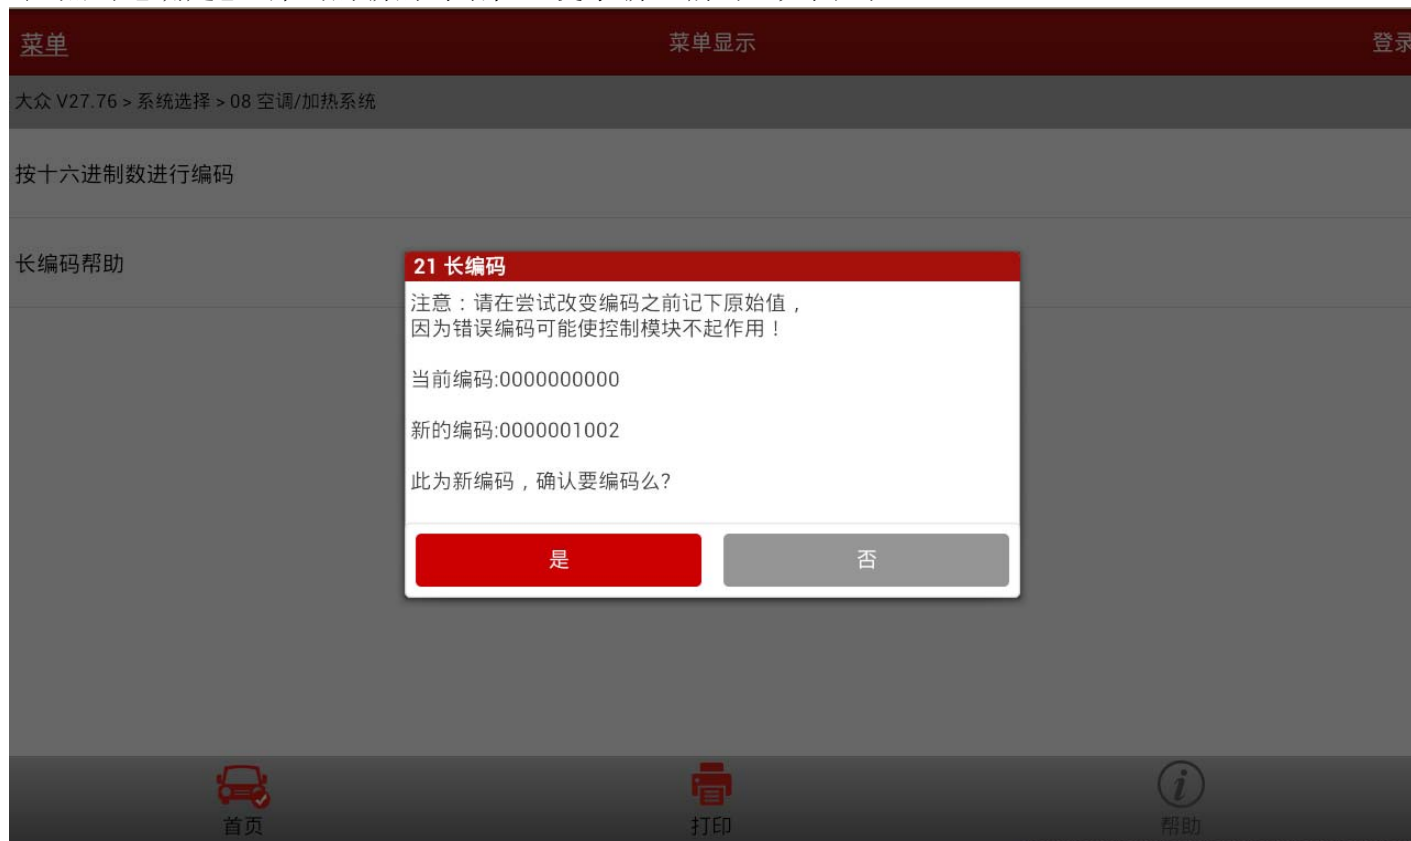 菜单
菜单显示
登录
大众 V27.76 > 系统选择 > 08 空调/加热系统
按十六进制数进行编码
长编码帮助
21 长编码
注意：请在尝试改变编码之前记下原始值，
因为错误编码可能使控制模块不起作用！
当前编码:0000000000
新的编码:0000001002
此为新编码，确认要编码么?
是
否
首页
打印
帮助